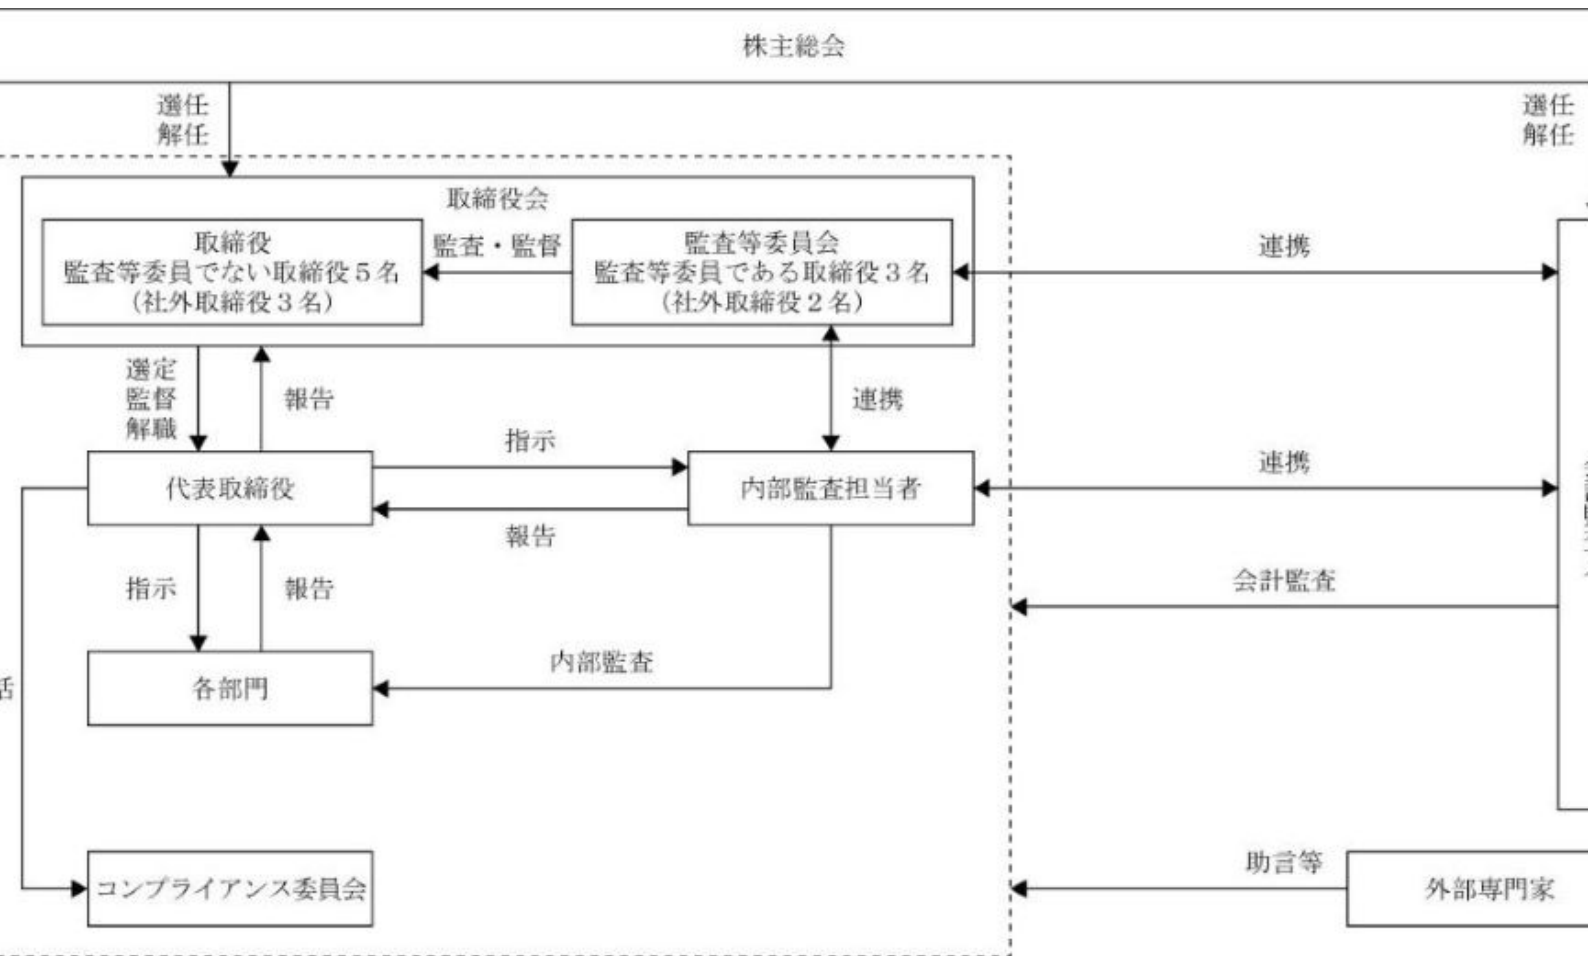 株主総会
選任
解任
選任
解任
取締役会
取締役
監査等委員でない取締役5名
(社外取締役3名)
監査・監督
監査等委員会
監査等委員である取締役3名
(社外取締役2名)
連携
選定
監督
解職
報告
連携
指示
連携
代表取締役
内部監査担当者
報告
指示
報告
会計監査
内部監査
各部門
助言等
コンプライアンス委員会
外部専門家